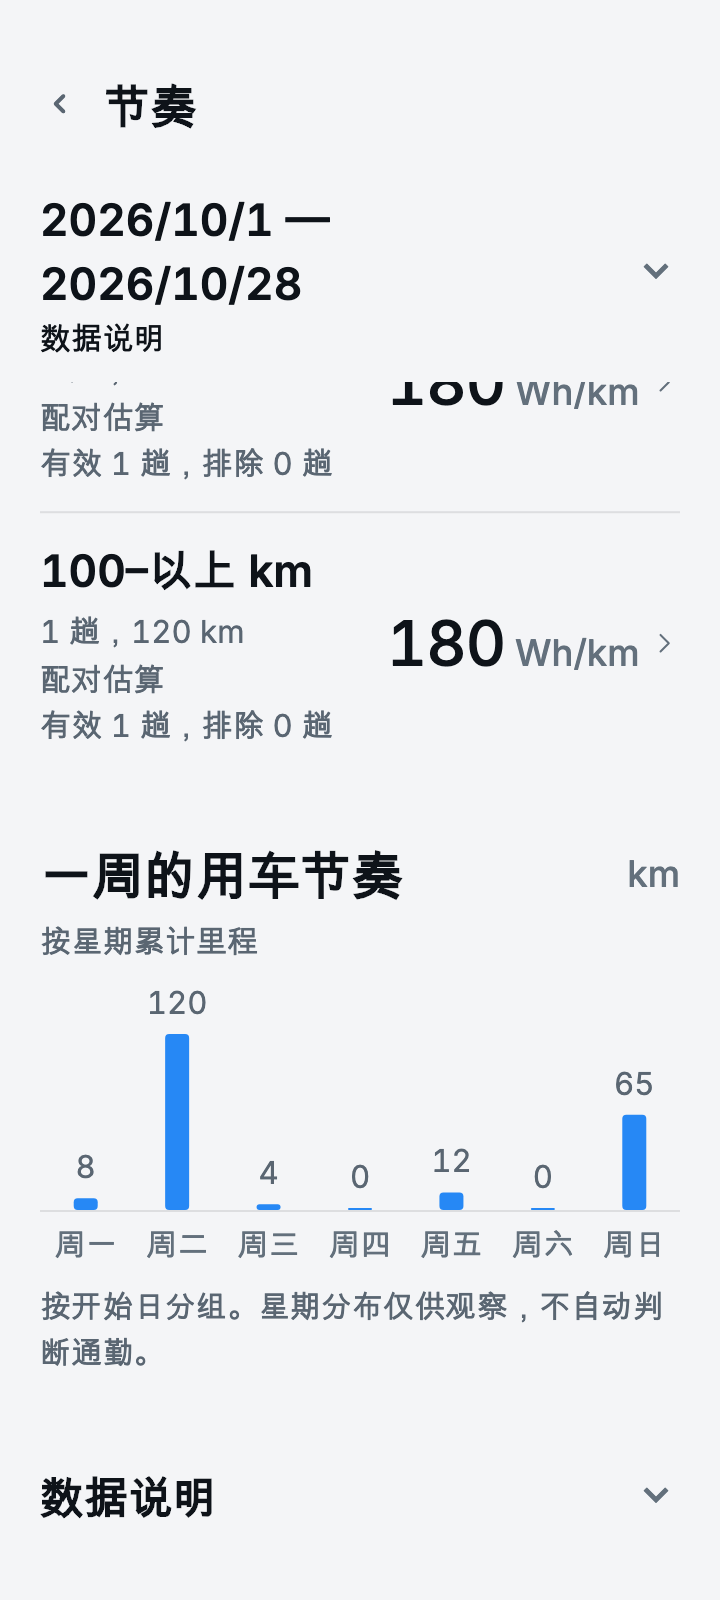 节奏
2026/10/1 —
2026/10/28
数据说明
180 Wh/km
配对估算
有效 1 趟，排除 0 趟
100–以上 km
1 趟，120 km
180 Wh/km
配对估算
有效 1 趟，排除 0 趟
一周的用车节奏
km
按星期累计里程
120
65
8
4
0
12
0
周一 周二 周三 周四 周五 周六 周日
按开始日分组。星期分布仅供观察，不自动判
断通勤。
数据说明